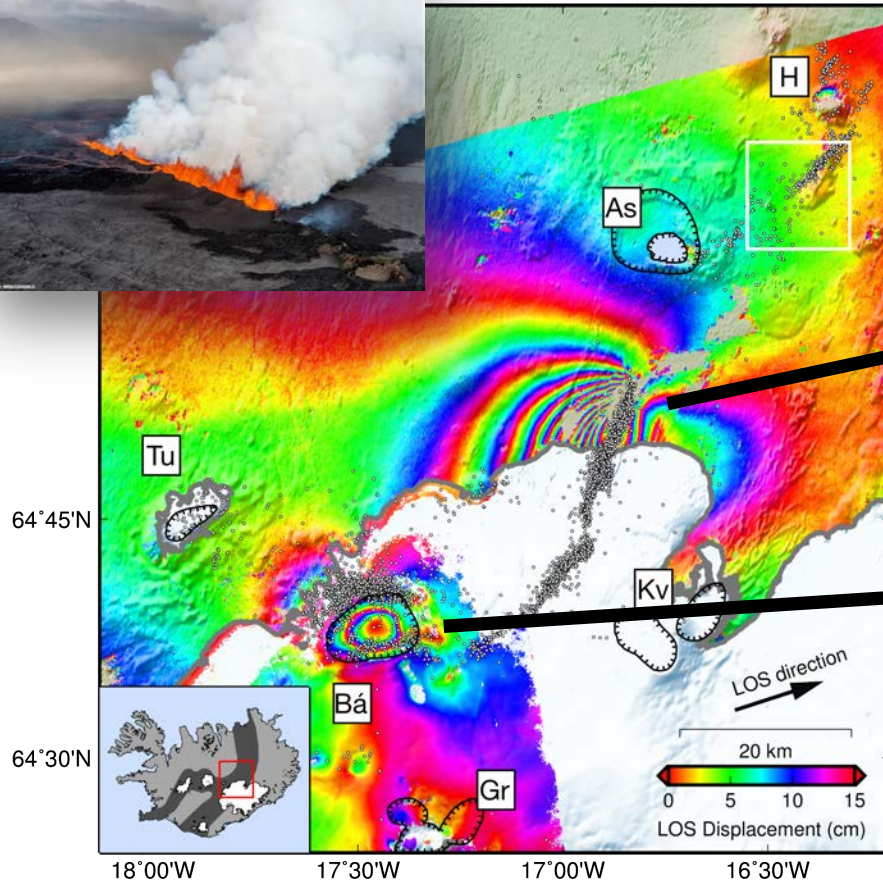 H
As
Tu
64°45'N
Kv
LOS direction
Bá
20 km
64°30'N
Gr
0 5 10 15
LOS Displacement (cm)
18°00'W 17°30'W 17°00'W 16°30'W